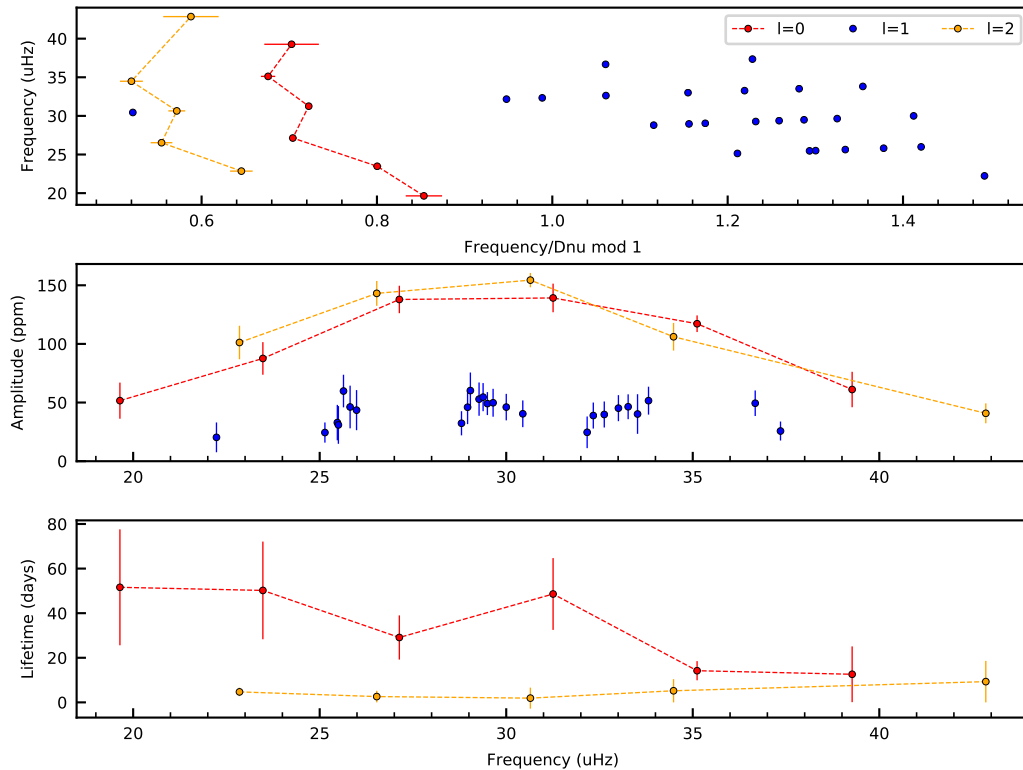 l=0 l=1 l=2
Frequency (uHz)
40
35
30
25
20
0.6 0.8 1.0 1.2 1.4
Frequency/Dnu mod 1
Amplitude (ppm)
150
100
50
0
20 25 30 35 40
Lifetime (days)
80
60
40
20
0
20 25 30 35 40
Frequency (uHz)